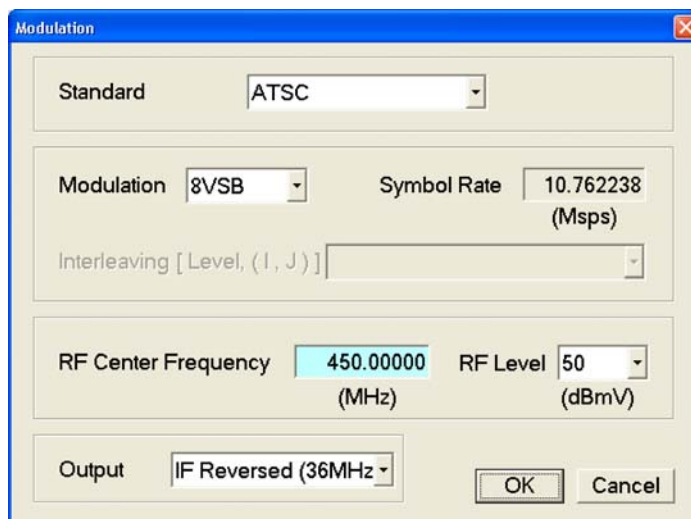 Modulation
Standard ATSC
Modulation 8VSB Symbol Rate 10.762238
(Msps)
Interleaving [ Level, ( I , J ) ]
RF Center Frequency 450.00000 RF Level 50
(MHz) (dBmV)
Output IF Reversed (36MHz
OK Cancel